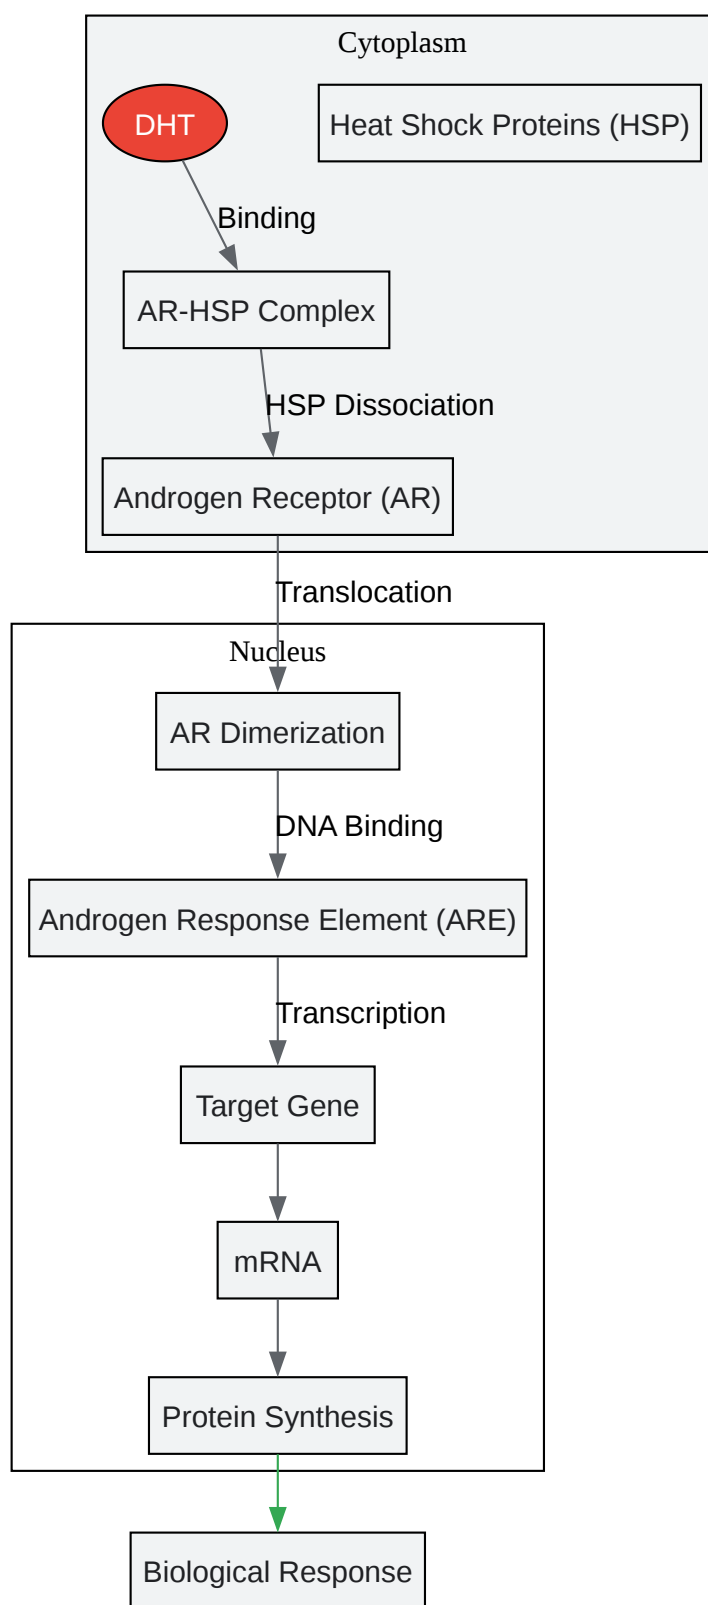 Cytoplasm
DHT
Heat Shock Proteins (HSP)
Binding
AR-HSP Complex
HSP Dissociation
Androgen Receptor (AR)
Translocation
Nucleus
AR Dimerization
DNA Binding
Androgen Response Element (ARE)
Transcription
Target Gene
mRNA
Protein Synthesis
Biological Response